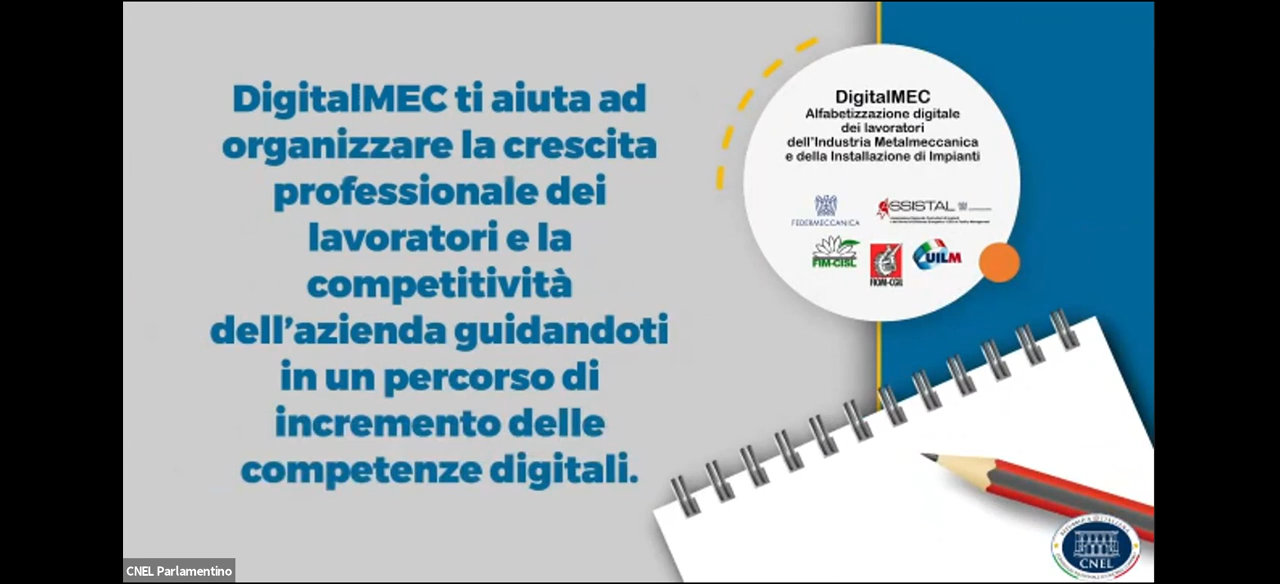 DigitalMEC ti aiuta ad
organizzare la crescita
professionale dei
lavoratori e la
competitività
dell'azienda guidandoti
in un percorso di
incremento delle
competenze digitali.
DigitalMEC
Alfabetizzazione digitale
dei lavoratori
dell'Industria Metalmeccanica
e della Installazione di Impianti
FEDERMECCANICA
ASSISTAL
FIM-CISL
FIOM-CGIL
UILM
CNEL
CNEL Parlamentino